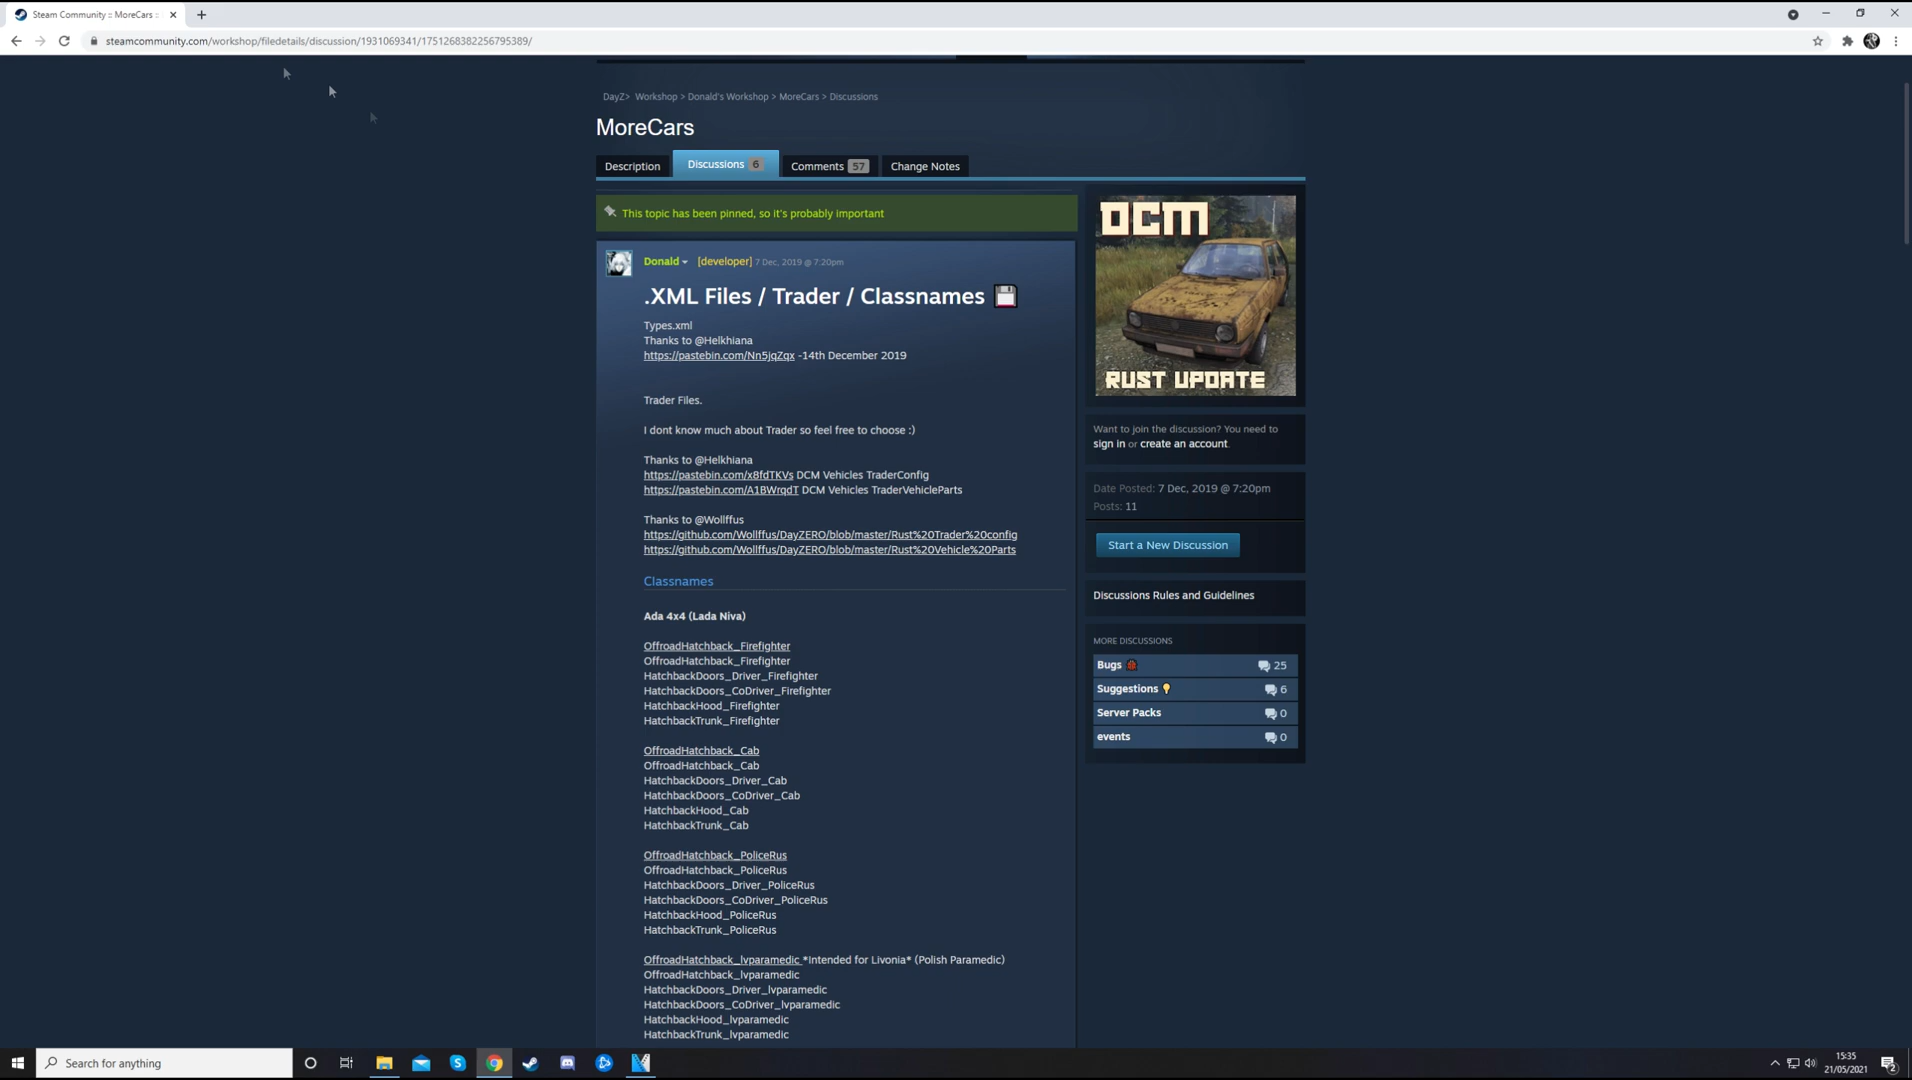 Steam Community :: MoreCars ::
steamcommunity.com/workshop/filedetails/discussion/1931069341/1751268382256795389/
DayZ> Workshop > Donald's Workshop > MoreCars > Discussions
MoreCars
Description
Discussions 6
Comments 57
Change Notes
This topic has been pinned, so it's probably important
Donald [developer] 7 Dec, 2019 @ 7:20pm
.XML Files / Trader / Classnames
Types.xml
Thanks to @Helkhiana
https://pastebin.com/Nn5jqZqx -14th December 2019
Trader Files.
I dont know much about Trader so feel free to choose :)
Thanks to @Helkhiana
https://pastebin.com/x8fdTKVs DCM Vehicles TraderConfig
https://pastebin.com/A1BWrqdT DCM Vehicles TraderVehicleParts
Thanks to @Wollffus
https://github.com/Wollffus/DayZERO/blob/master/Rust%20Trader%20config
https://github.com/Wollffus/DayZERO/blob/master/Rust%20Vehicle%20Parts
Classnames
Ada 4x4 (Lada Niva)
OffroadHatchback_Firefighter
OffroadHatchback_Firefighter
HatchbackDoors_Driver_Firefighter
HatchbackDoors_CoDriver_Firefighter
HatchbackHood_Firefighter
HatchbackTrunk_Firefighter
OffroadHatchback_Cab
OffroadHatchback_Cab
HatchbackDoors_Driver_Cab
HatchbackDoors_CoDriver_Cab
HatchbackHood_Cab
HatchbackTrunk_Cab
OffroadHatchback_PoliceRus
OffroadHatchback_PoliceRus
HatchbackDoors_Driver_PoliceRus
HatchbackDoors_CoDriver_PoliceRus
HatchbackHood_PoliceRus
HatchbackTrunk_PoliceRus
OffroadHatchback_lvparamedic *Intended for Livonia* (Polish Paramedic)
OffroadHatchback_lvparamedic
HatchbackDoors_Driver_lvparamedic
HatchbackDoors_CoDriver_lvparamedic
HatchbackHood_lvparamedic
HatchbackTrunk_lvparamedic
DCM
RUST UPDATE
Want to join the discussion? You need to
sign in or create an account.
Date Posted: 7 Dec, 2019 @ 7:20pm
Posts: 11
Start a New Discussion
Discussions Rules and Guidelines
MORE DISCUSSIONS
Bugs 25
Suggestions 6
Server Packs 0
events 0
Search for anything
15:35
21/05/2021
2